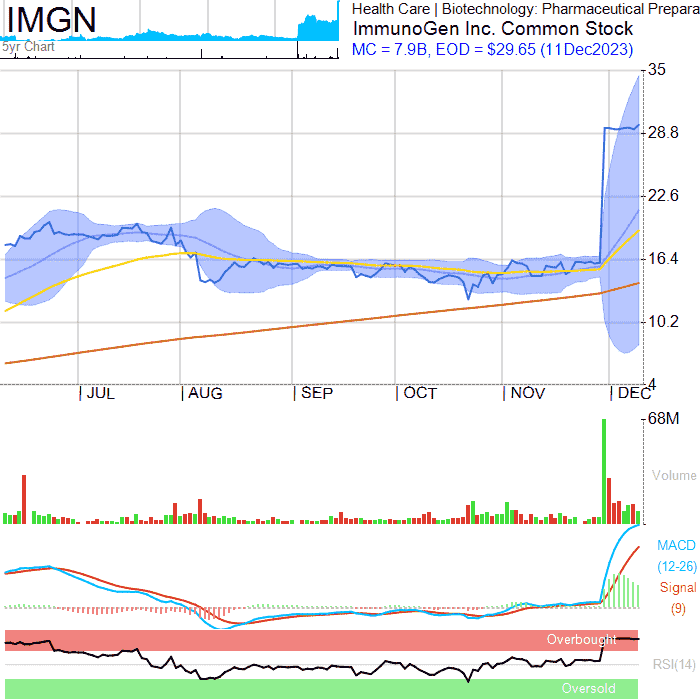 IMGN
5yr Chart
Health Care | Biotechnology: Pharmaceutical Prepara
ImmunoGen Inc. Common Stock
MC = 7.9B, EOD = $29.65 (11Dec2023)
35
28.8
22.6
16.4
10.2
4
JUL
AUG
SEP
OCT
NOV
DEC
68M
Volume
MACD
(12-26)
Signal
(9)
Overbought
RSI(14)
Oversold